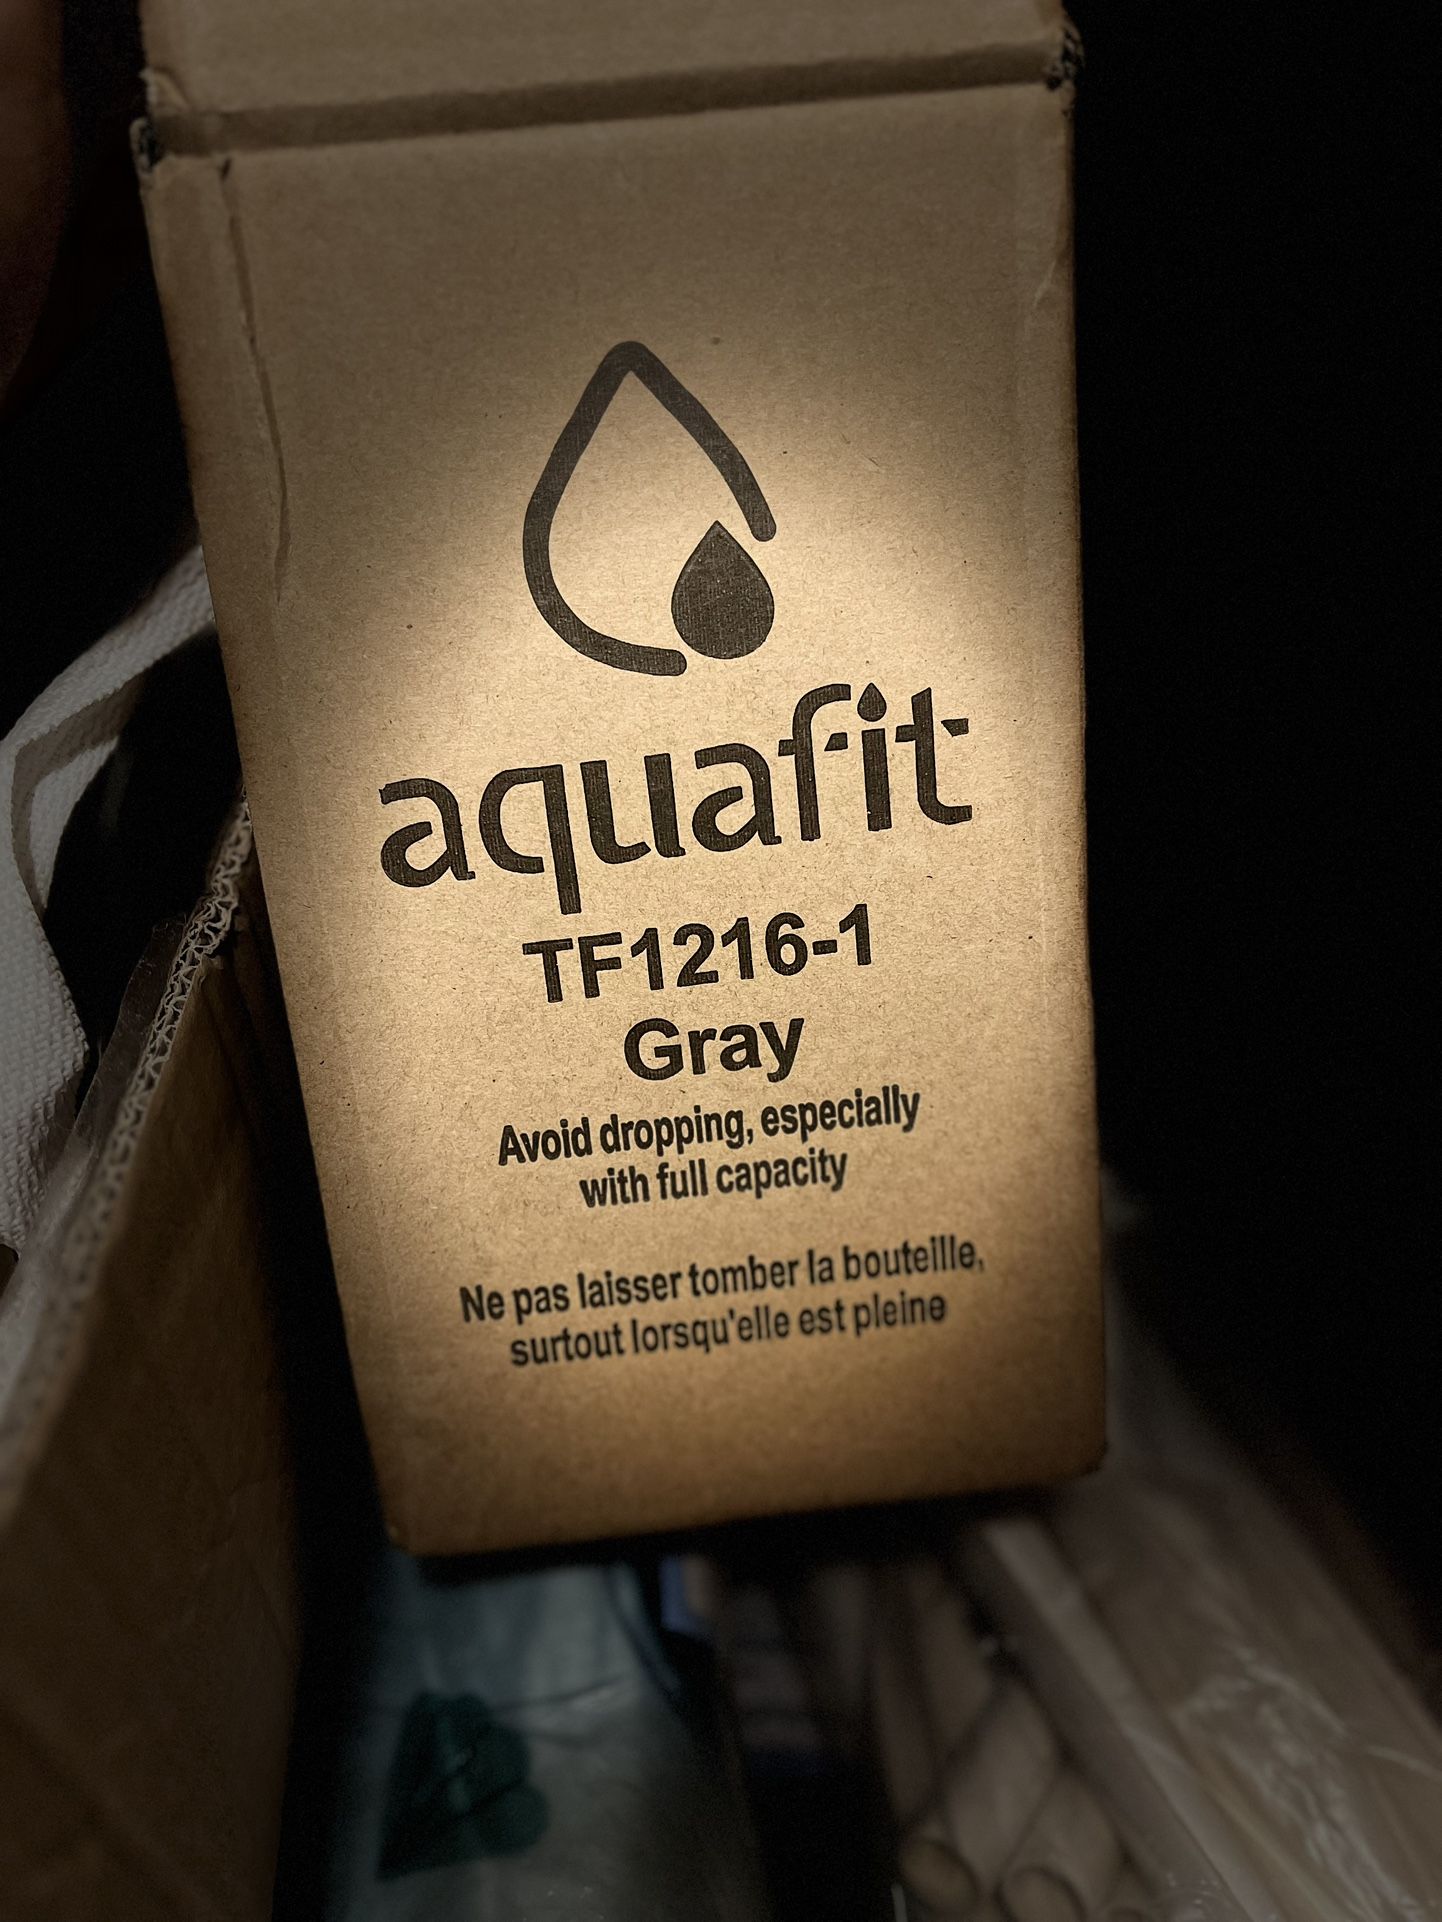 aquafit
TF1216-1
Gray
Avoid dropping, especially
with full capacity
Ne pas laisser tomber la bouteille,
surtout lorsqu'elle est pleine